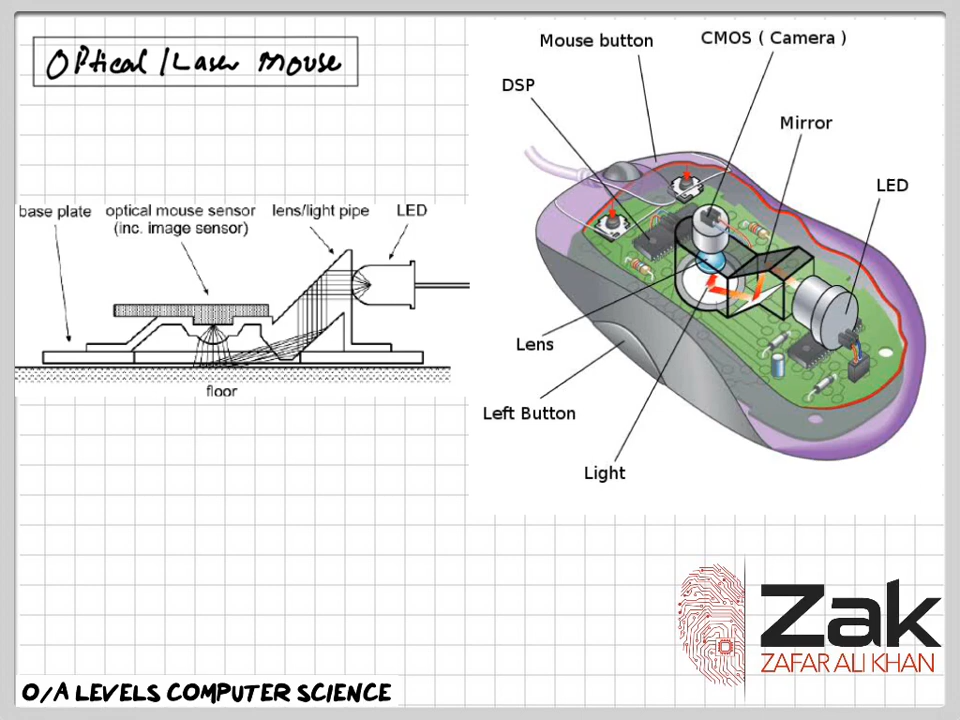 Optical / Laser Mouse
base plate
optical mouse sensor
(inc. image sensor)
lens/light pipe
LED
floor
Mouse button
CMOS ( Camera )
DSP
Mirror
LED
Lens
Left Button
Light
Zak
ZAFAR ALI KHAN
O/A LEVELS COMPUTER SCIENCE